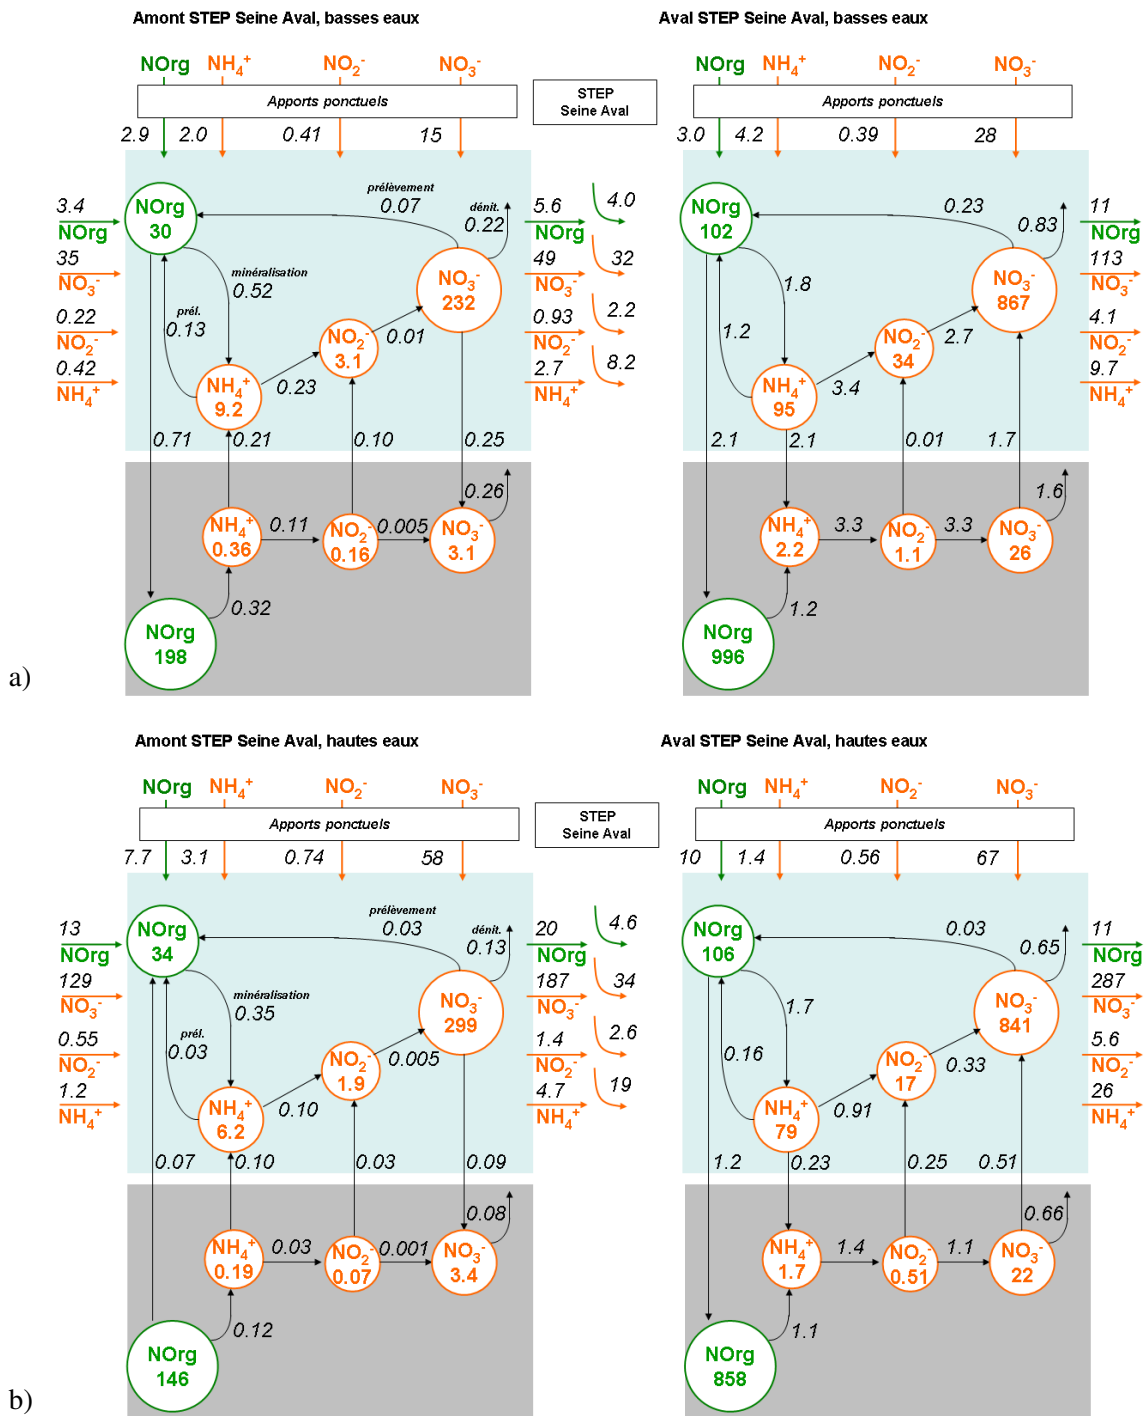 Amont STEP Seine Aval, basses eaux
Aval STEP Seine Aval, basses eaux
NOrg NH₄⁺ NO₂⁻ NO₃⁻
Apports ponctuels
2.9 2.0 0.41 15
STEP
Seine Aval
NOrg NH₄⁺ NO₂⁻ NO₃⁻
Apports ponctuels
3.0 4.2 0.39 28
3.4
NOrg
35
NO₃⁻
0.22
NO₂⁻
0.42
NH₄⁺
NOrg
30
prélèvement
0.07
dénit.
0.22
minéralisation
0.52
prél.
0.13
NO₃⁻
232
0.01
NO₂⁻
3.1
0.23
NH₄⁺
9.2
0.71 0.21 0.10 0.25
0.26
NH₄⁺
0.36
0.11
NO₂⁻
0.16
0.005
NO₃⁻
3.1
0.32
NOrg
198
5.6
NOrg
49
NO₃⁻
0.93
NO₂⁻
2.7
NH₄⁺
4.0
32
2.2
8.2
NOrg
102
0.23
0.83
1.8
1.2
NO₃⁻
867
2.7
NO₂⁻
34
3.4
NH₄⁺
95
2.1 2.1 0.01 1.7
1.6
NH₄⁺
2.2
3.3
NO₂⁻
1.1
3.3
NO₃⁻
26
1.2
NOrg
996
11
NOrg
113
NO₃⁻
4.1
NO₂⁻
9.7
NH₄⁺
a)
Amont STEP Seine Aval, hautes eaux
Aval STEP Seine Aval, hautes eaux
NOrg NH₄⁺ NO₂⁻ NO₃⁻
Apports ponctuels
7.7 3.1 0.74 58
STEP
Seine Aval
NOrg NH₄⁺ NO₂⁻ NO₃⁻
Apports ponctuels
10 1.4 0.56 67
13
NOrg
129
NO₃⁻
0.55
NO₂⁻
1.2
NH₄⁺
NOrg
34
prélèvement
0.03
dénit.
0.13
minéralisation
0.35
prél.
0.03
NO₃⁻
299
0.005
NO₂⁻
1.9
0.10
NH₄⁺
6.2
0.07 0.10 0.03 0.09
0.08
NH₄⁺
0.19
0.03
NO₂⁻
0.07
0.001
NO₃⁻
3.4
0.12
NOrg
146
20
NOrg
187
NO₃⁻
1.4
NO₂⁻
4.7
NH₄⁺
4.6
34
2.6
19
NOrg
106
0.03
0.65
1.7
0.16
NO₃⁻
841
0.33
NO₂⁻
17
0.91
NH₄⁺
79
1.2 0.23 0.25 0.51
0.66
NH₄⁺
1.7
1.4
NO₂⁻
0.51
1.1
NO₃⁻
22
1.1
NOrg
858
11
NOrg
287
NO₃⁻
5.6
NO₂⁻
26
NH₄⁺
b)